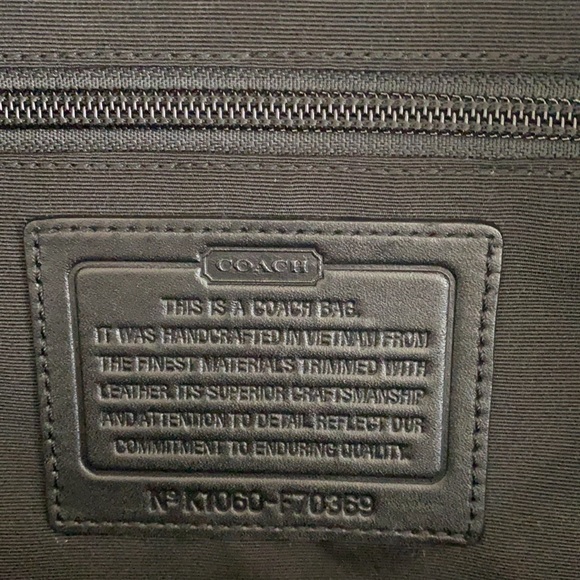 COACH
THIS IS A COACH BAG.
IT WAS HANDCRAFTED IN VIETNAM FROM
THE FINEST MATERIALS TRIMMED WITH
LEATHER. ITS SUPERIOR CRAFTSMANSHIP
AND ATTENTION TO DETAIL REFLECT OUR
COMMITMENT TO ENDURING QUALITY.
Nº K1060-F70369